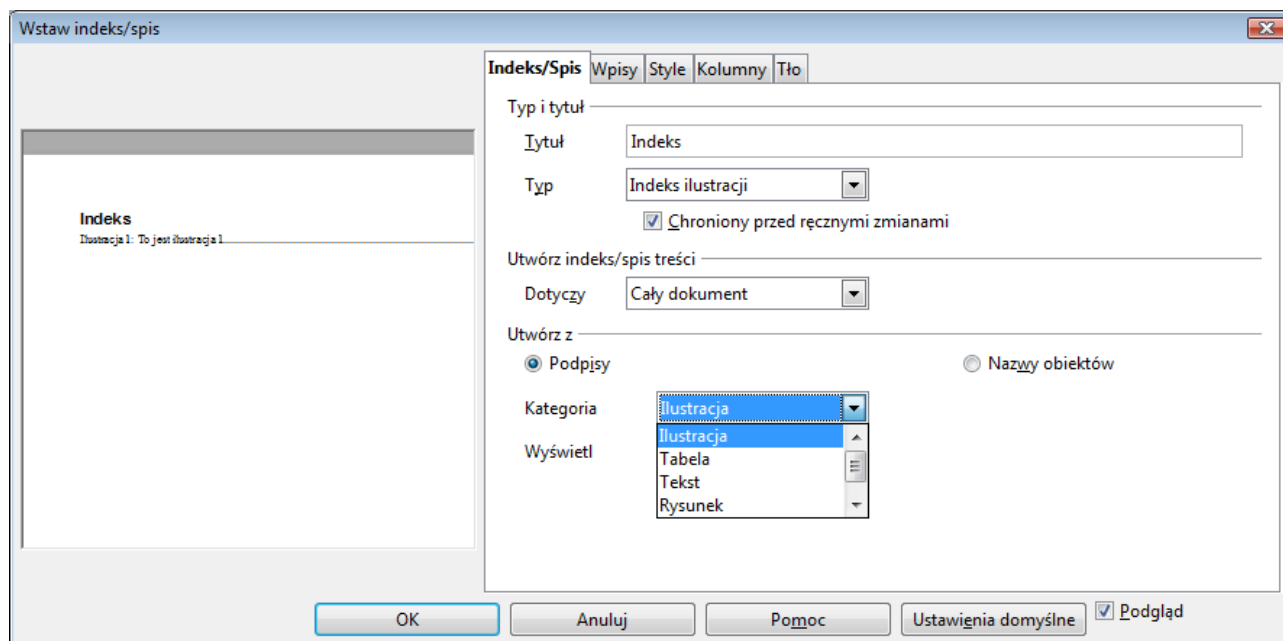 Wstaw indeks/spis
Indeks/Spis Wpisy Style Kolumny Tło
Typ i tytuł
Tytuł Indeks
Typ Indeks ilustracji
Chroniony przed ręcznymi zmianami
Utwórz indeks/spis treści
Dotyczy Cały dokument
Utwórz z
Podpisy Nazwy obiektów
Kategoria Ilustracja
Ilustracja
Wyświetl
Tabela
Tekst
Rysunek
Indeks
Ilustracja 1: To jest ilustracja 1
OK Anuluj Pomoc Ustawienia domyślne Podgląd